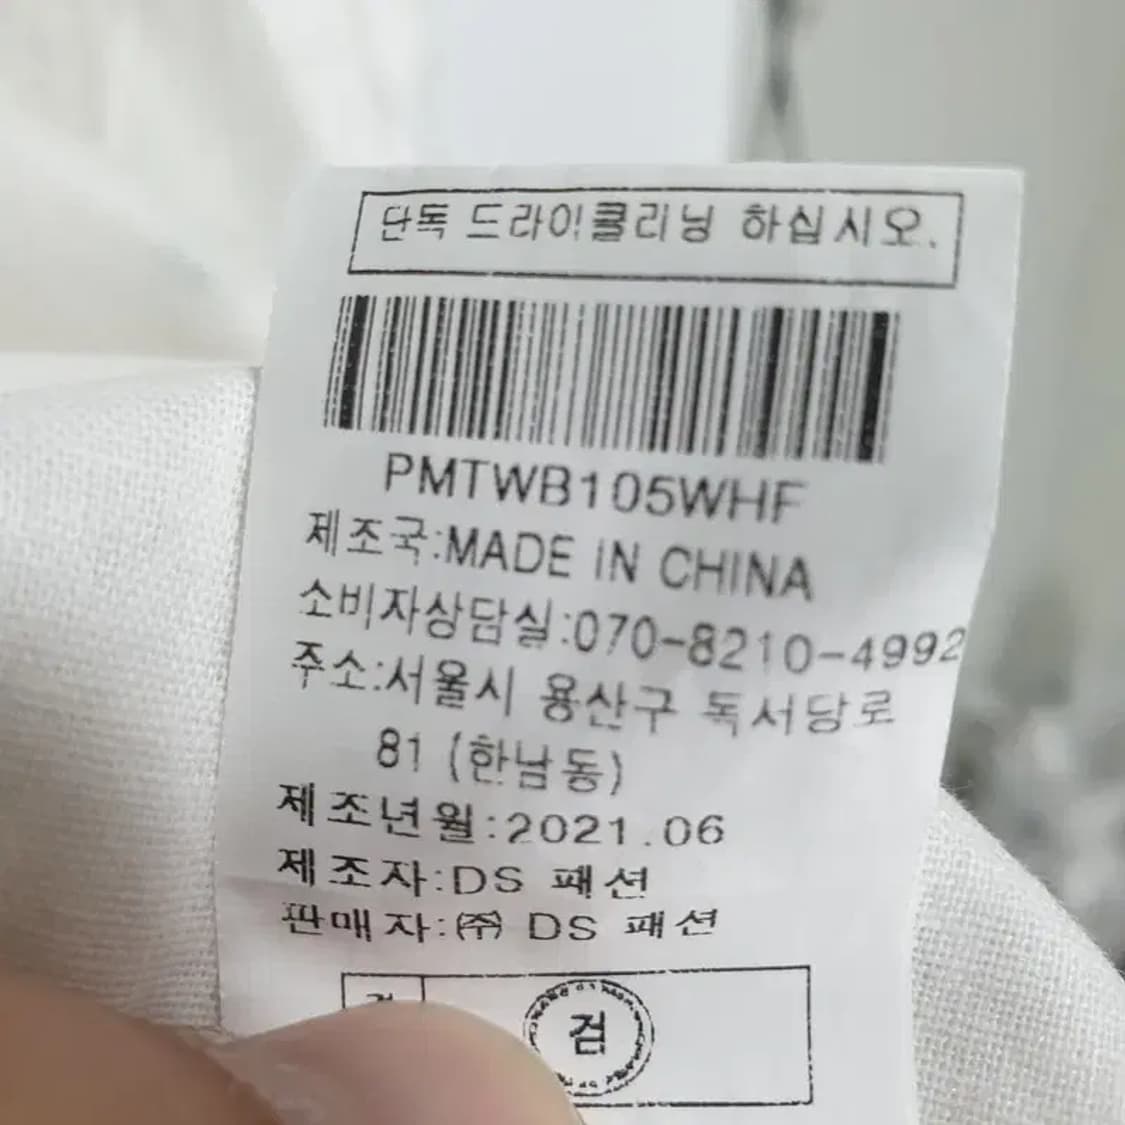 단독 드라이클리닝 하십시오.
PMTWB105WHF
제조국:MADE IN CHINA
소비자상담실:070-8210-4992
주소:서울시 용산구 독서당로
81 (한남동)
제조년월:2021.06
제조자:DS 패션
판매자:㈜ DS 패션
검